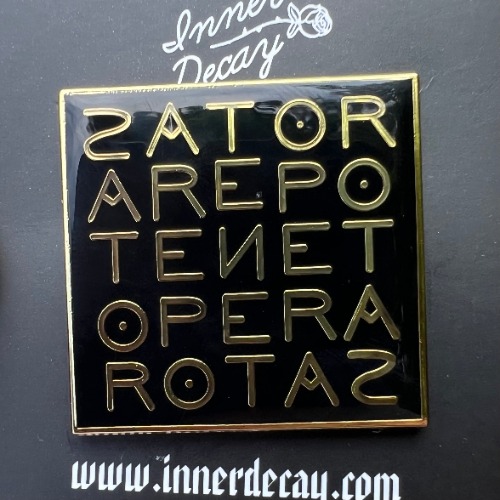 Inner
Decay
SATOR
AREPO
TENET
OPERA
ROTAS
www.innerdecay.com